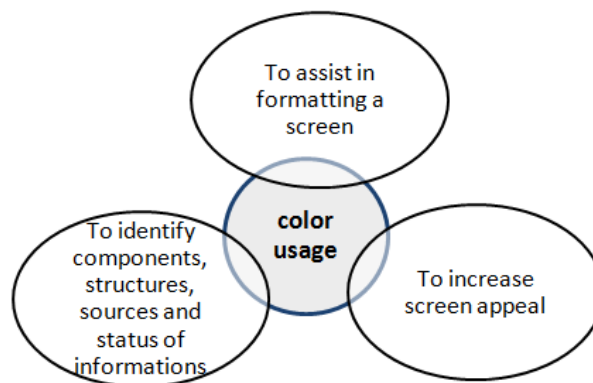 To assist in
formatting a
screen
color
usage
To identify
components,
structures,
sources and
status of
informations
To increase
screen appeal